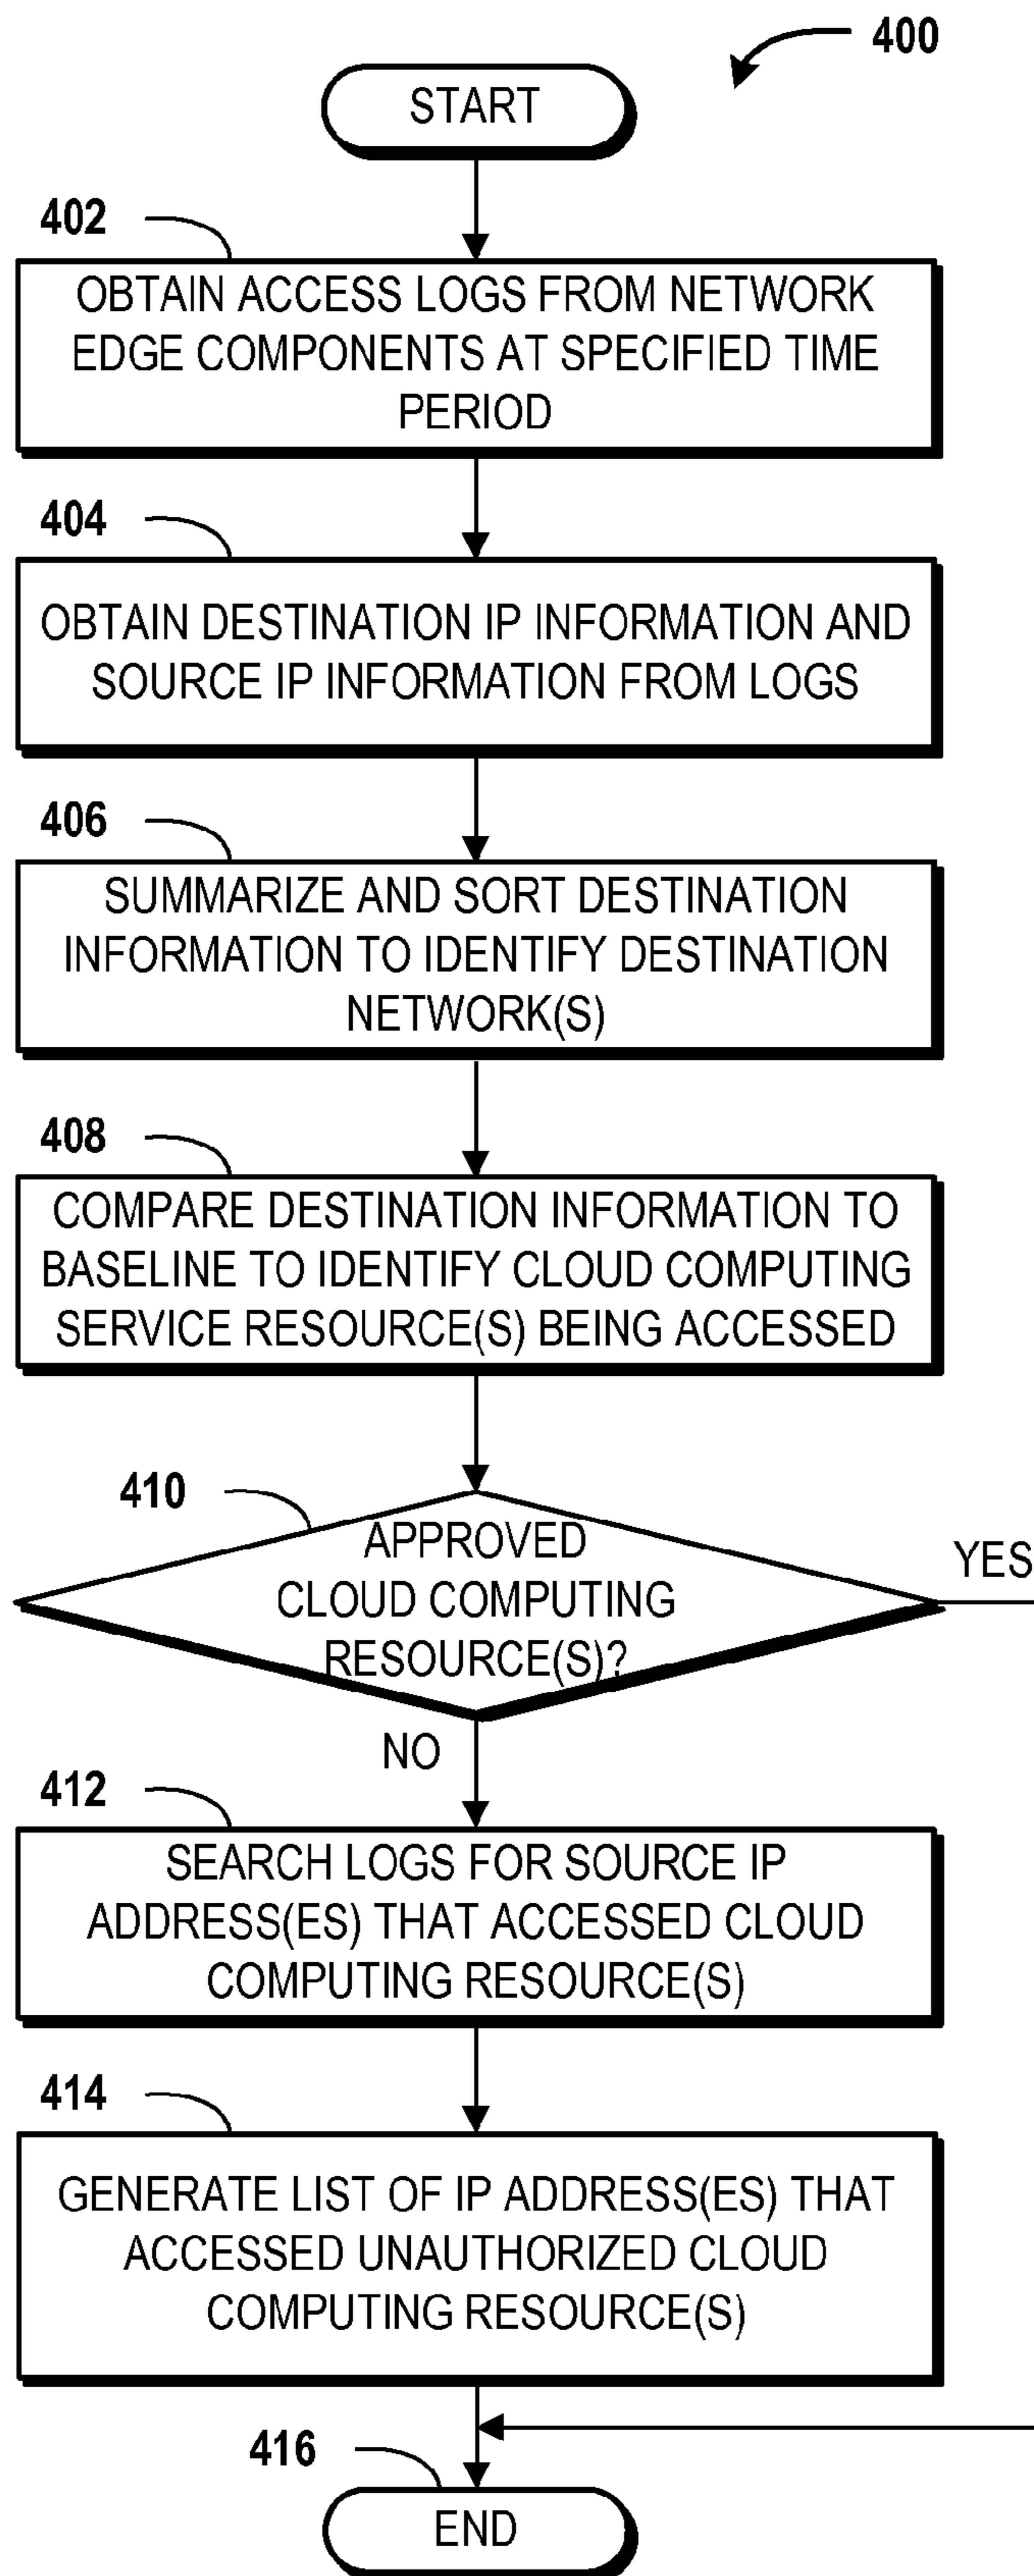 400
START
402
OBTAIN ACCESS LOGS FROM NETWORK
EDGE COMPONENTS AT SPECIFIED TIME
PERIOD
404
OBTAIN DESTINATION IP INFORMATION AND
SOURCE IP INFORMATION FROM LOGS
406
SUMMARIZE AND SORT DESTINATION
INFORMATION TO IDENTIFY DESTINATION
NETWORK(S)
408
COMPARE DESTINATION INFORMATION TO
BASELINE TO IDENTIFY CLOUD COMPUTING
SERVICE RESOURCE(S) BEING ACCESSED
410
APPROVED
CLOUD COMPUTING
RESOURCE(S)?
YES
NO
412
SEARCH LOGS FOR SOURCE IP
ADDRESS(ES) THAT ACCESSED CLOUD
COMPUTING RESOURCE(S)
414
GENERATE LIST OF IP ADDRESS(ES) THAT
ACCESSED UNAUTHORIZED CLOUD
COMPUTING RESOURCE(S)
416
END